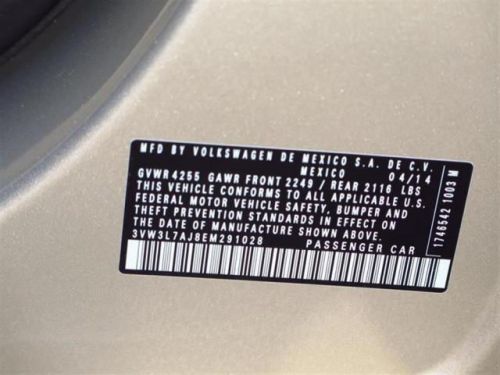 MFD BY VOLKSWAGEN DE MEXICO S.A. DE C.V.
MEXICO 04/14
GVWR4255 GAWR FRONT 2249 / REAR 2116 LBS
THIS VEHICLE CONFORMS TO ALL APPLICABLE U.S.
FEDERAL MOTOR VEHICLE SAFETY, BUMPER AND
THEFT PREVENTION STANDARDS IN EFFECT ON
THE DATE OF MANUFACTURE SHOWN ABOVE.
3VW3L7AJ8EM291028 PASSENGER CAR
1746542 1003 M